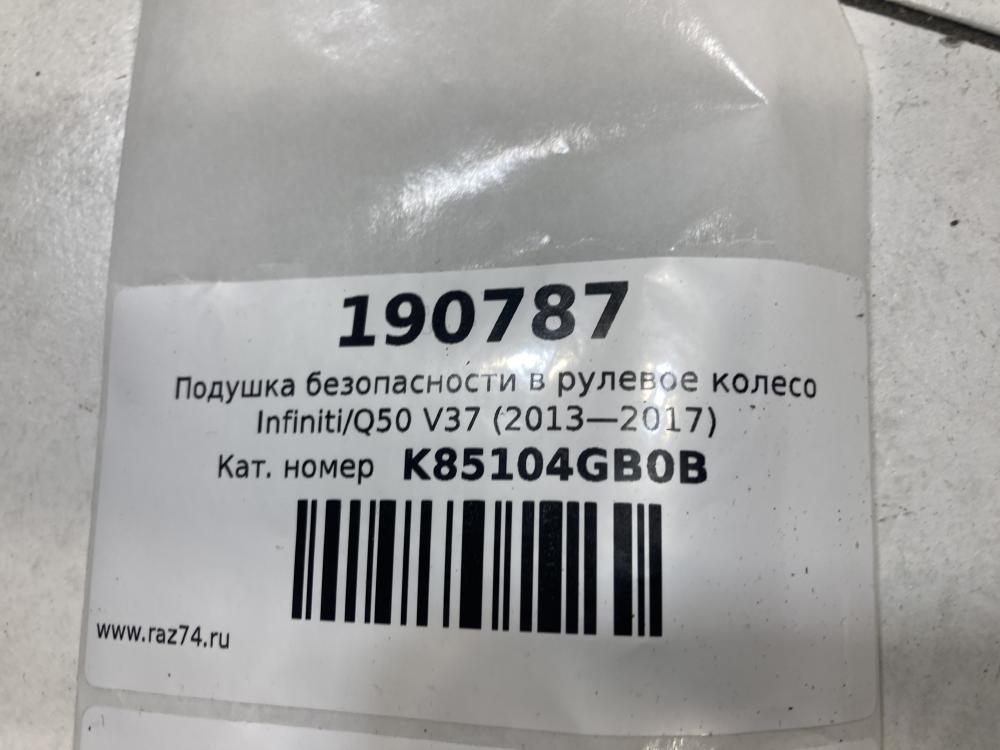 190787
Подушка безопасности в рулевое колесо
Infiniti/Q50 V37 (2013—2017)
Кат. номер K85104GB0B
www.raz74.ru